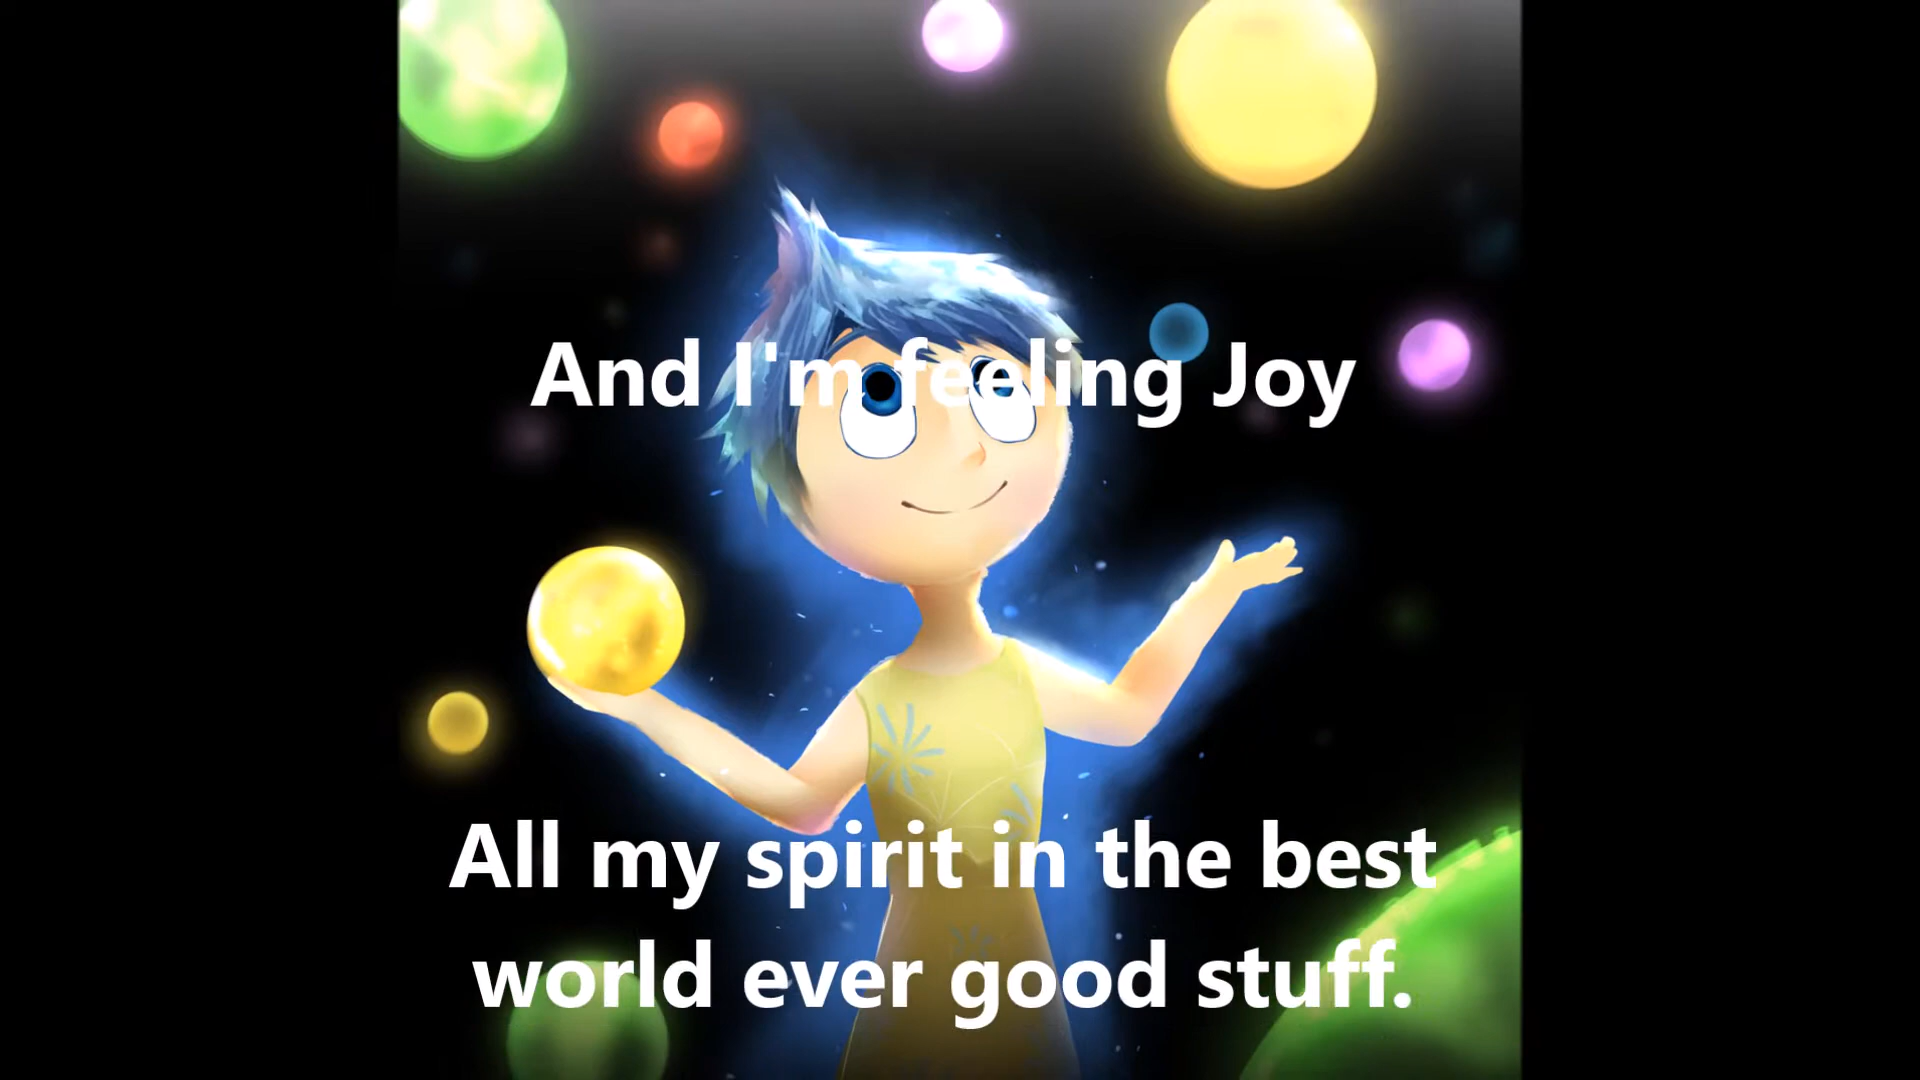 And I'm feeling Joy
All my spirit in the best
world ever good stuff.